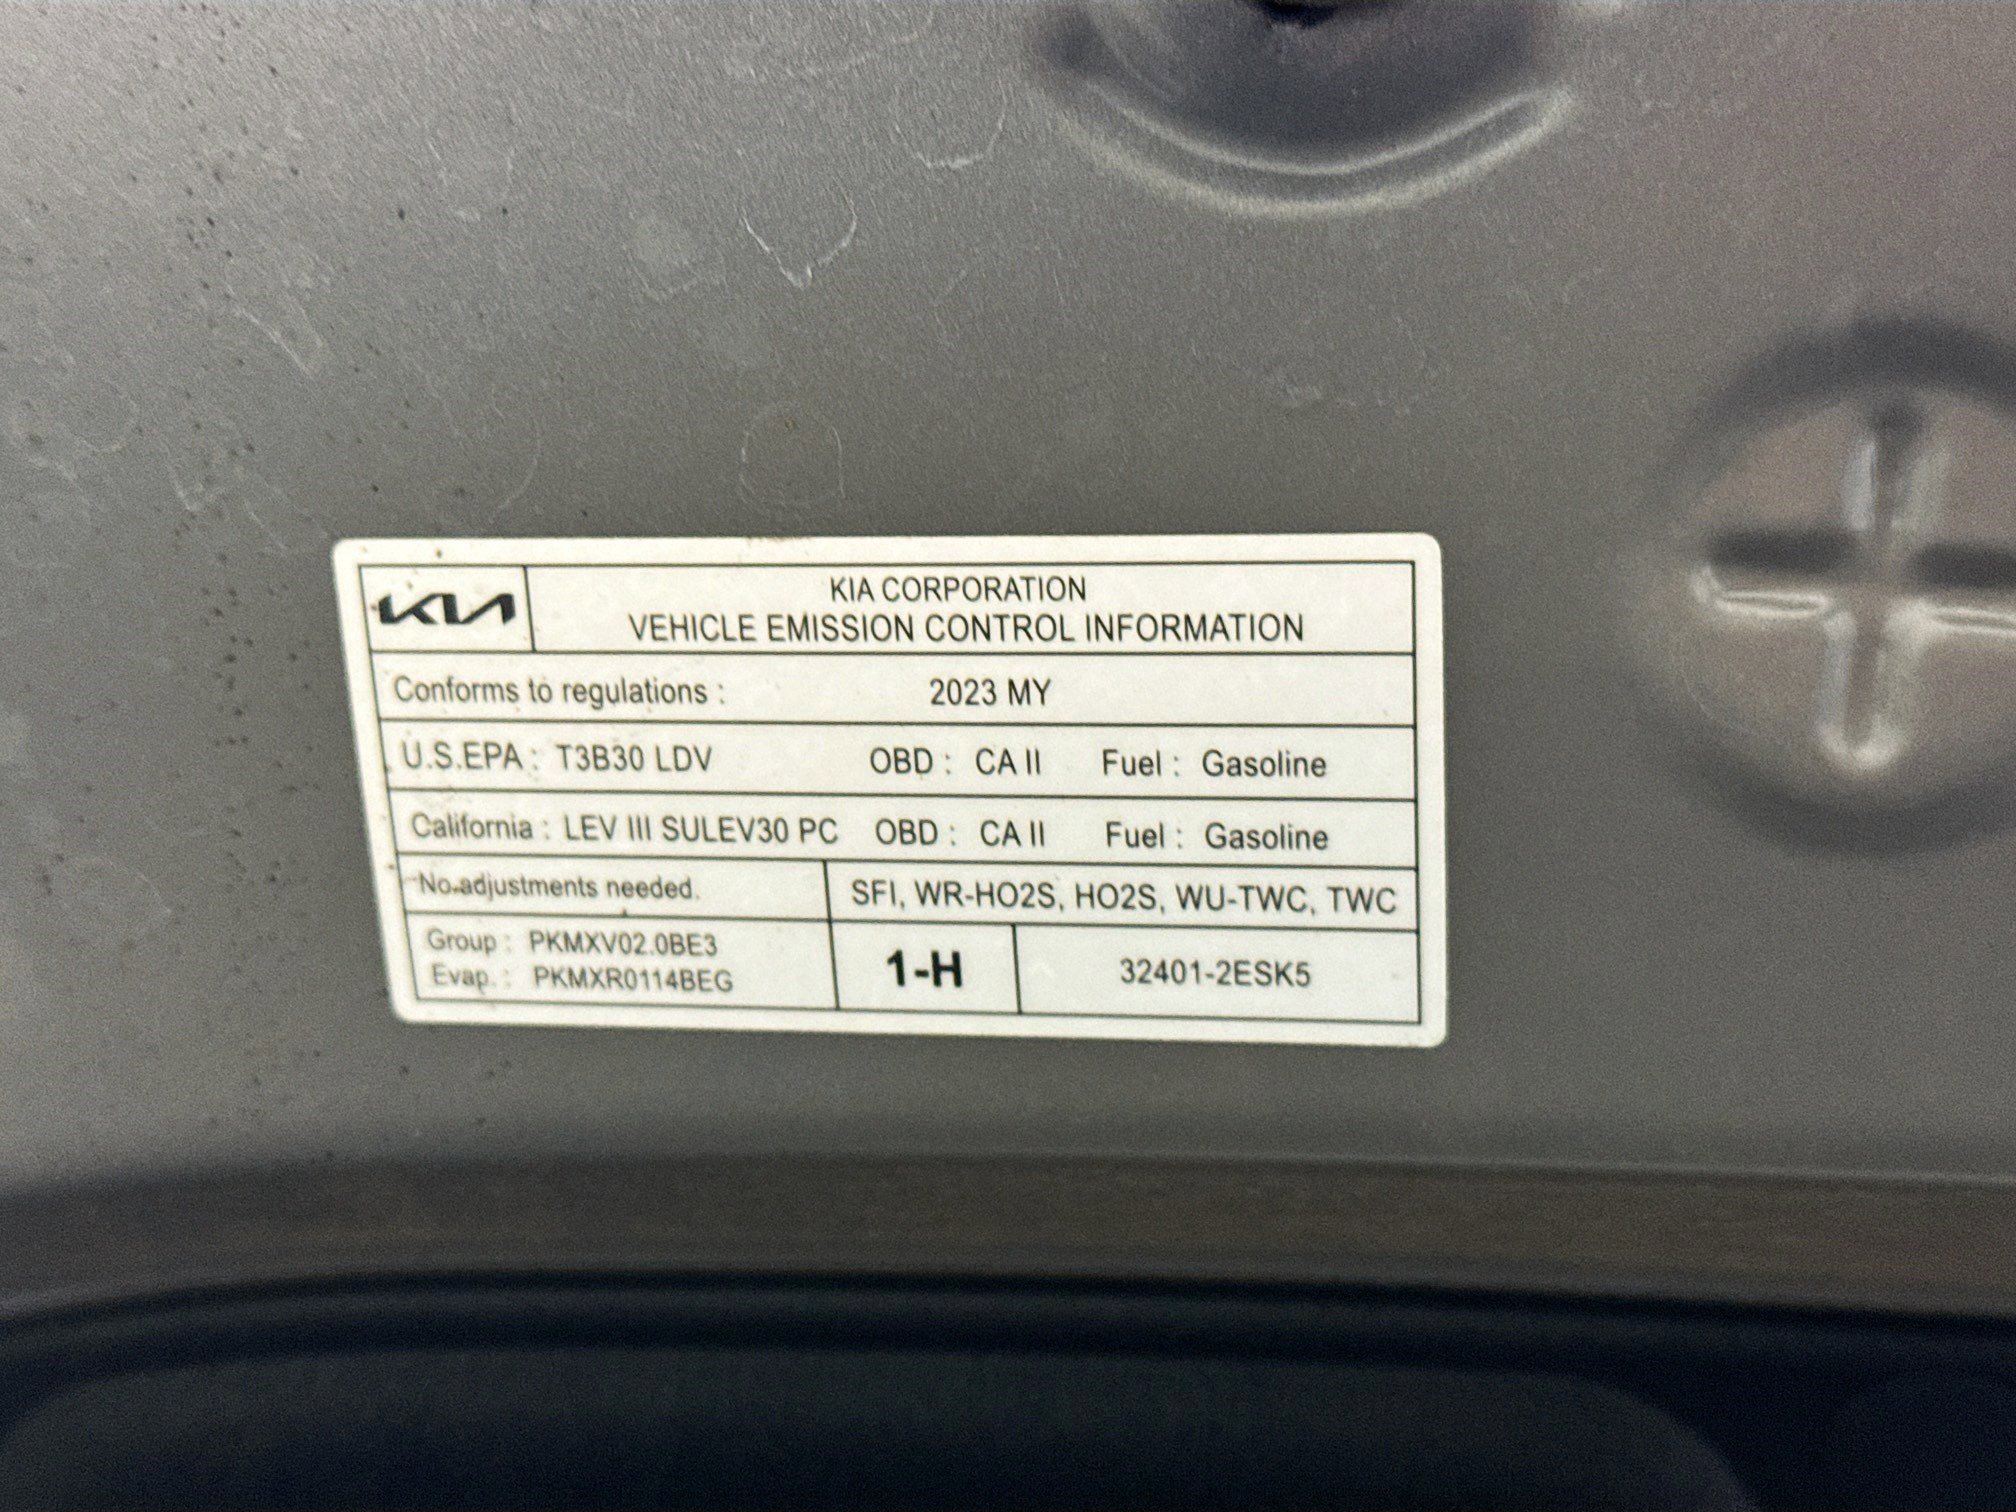 KIA
KIA CORPORATION
VEHICLE EMISSION CONTROL INFORMATION
Conforms to regulations : 2023 MY
U.S.EPA : T3B30 LDV OBD : CA II Fuel : Gasoline
California : LEV III SULEV30 PC OBD : CA II Fuel : Gasoline
No adjustments needed. SFI, WR-HO2S, HO2S, WU-TWC, TWC
Group : PKMXV02.0BE3
Evap. : PKMXR0114BEG
1-H
32401-2ESK5